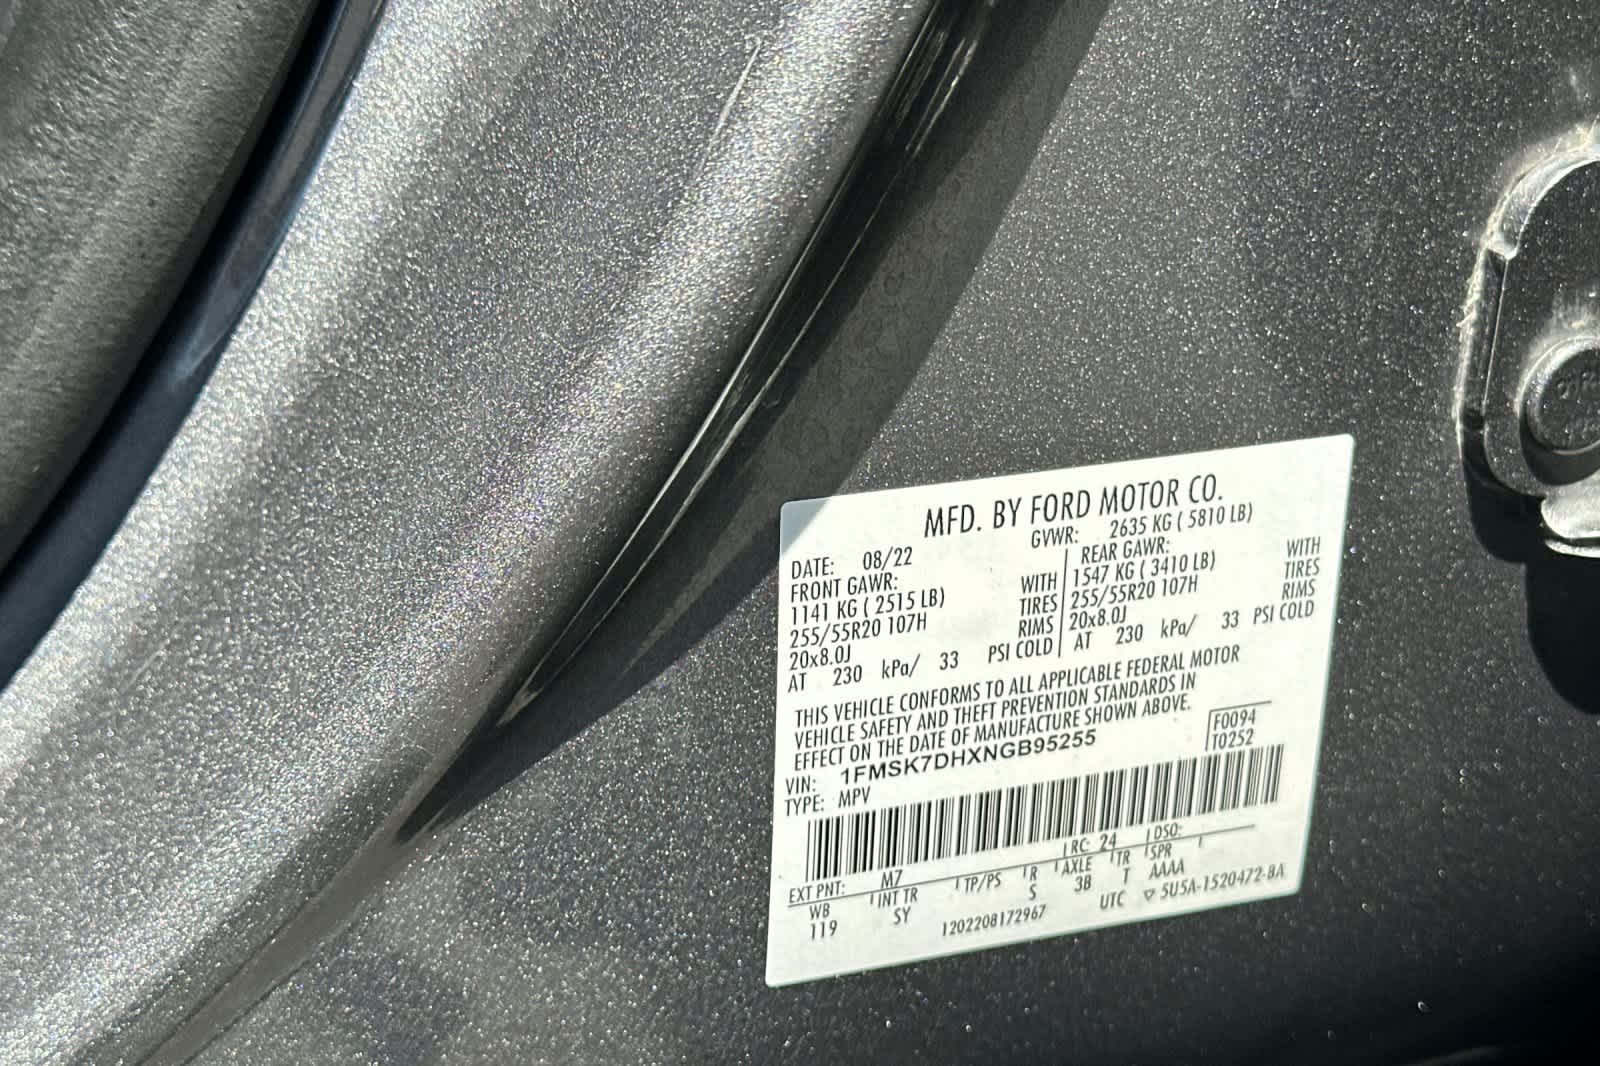 MFD. BY FORD MOTOR CO.
DATE: 08/22 GVWR: 2635 KG ( 5810 LB)
FRONT GAWR: REAR GAWR:
1141 KG ( 2515 LB) WITH 1547 KG ( 3410 LB) WITH
255/55R20 107H TIRES 255/55R20 107H TIRES
20x8.0J RIMS 20x8.0J RIMS
AT 230 kPa/ 33 PSI COLD AT 230 kPa/ 33 PSI COLD
THIS VEHICLE CONFORMS TO ALL APPLICABLE FEDERAL MOTOR
VEHICLE SAFETY AND THEFT PREVENTION STANDARDS IN
EFFECT ON THE DATE OF MANUFACTURE SHOWN ABOVE.
F0094
VIN: 1FMSK7DHXNGB95255
T0252
TYPE: MPV
EXT PNT: M7 RC: 24 DSO:
WB INT TR TP/PS R AXLE TR SPR
119 SY S 3B T AAAA
1202208172967 UTC ▽ 5U5A-1520472-BA